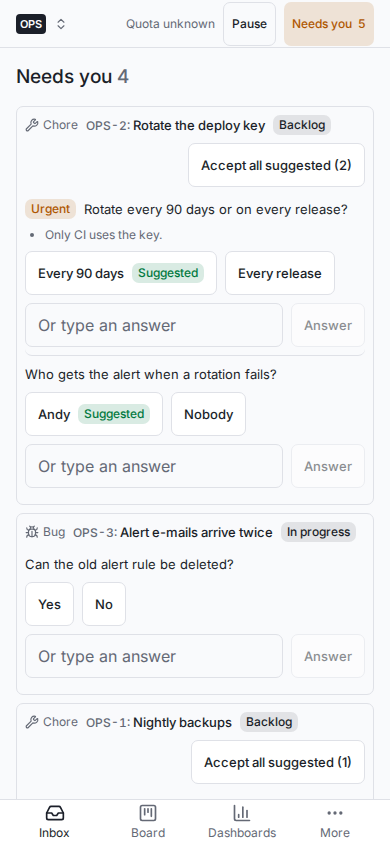 OPS Quota unknown Pause Needs you 5
Needs you 4
Chore OPS-2: Rotate the deploy key Backlog
Accept all suggested (2)
Urgent Rotate every 90 days or on every release?
• Only CI uses the key.
Every 90 days Suggested Every release
Or type an answer Answer
Who gets the alert when a rotation fails?
Andy Suggested Nobody
Or type an answer Answer
Bug OPS-3: Alert e-mails arrive twice In progress
Can the old alert rule be deleted?
Yes No
Or type an answer Answer
Chore OPS-1: Nightly backups Backlog
Accept all suggested (1)
Inbox Board Dashboards More